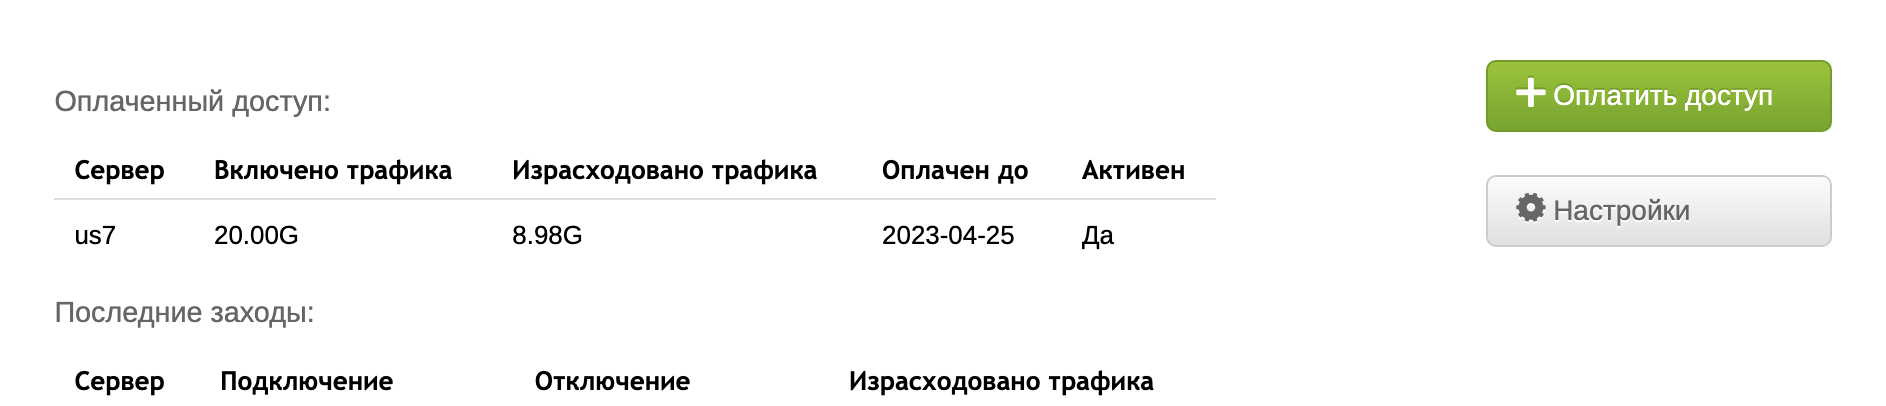 Оплаченный доступ:
Сервер Включено трафика Израсходовано трафика Оплачен до Активен
us7 20.00G 8.98G 2023-04-25 Да
Последние заходы:
Сервер Подключение Отключение Израсходовано трафика
Оплатить доступ
Настройки